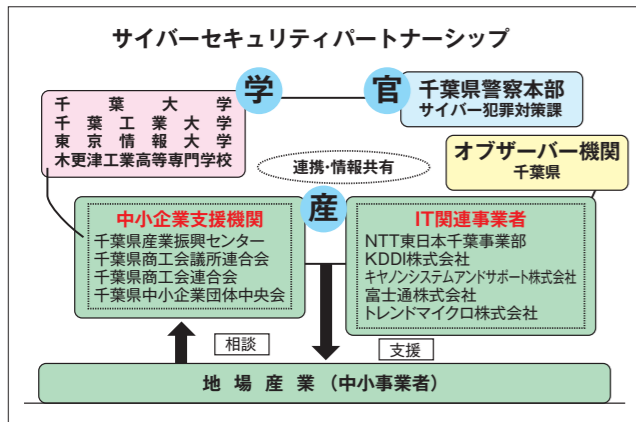 サイバーセキュリティパートナーシップ
学
千葉大学
千葉工業大学
東京情報大学
木更津工業高等専門学校
官
千葉県警察本部
サイバー犯罪対策課
オブザーバー機関
千葉県
連携・情報共有
産
中小企業支援機関
千葉県産業振興センター
千葉県商工会議所連合会
千葉県商工会連合会
千葉県中小企業団体中央会
IT関連事業者
NTT東日本千葉事業部
KDDI株式会社
キヤノンシステムアンドサポート株式会社
富士通株式会社
トレンドマイクロ株式会社
相談
支援
地場産業（中小事業者）